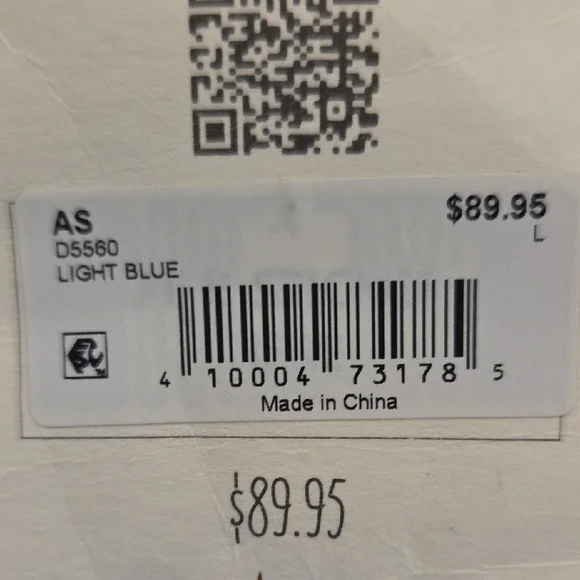 AS
$89.95
D5560
L
LIGHT BLUE
4 10004 73178 5
Made in China
$89.95